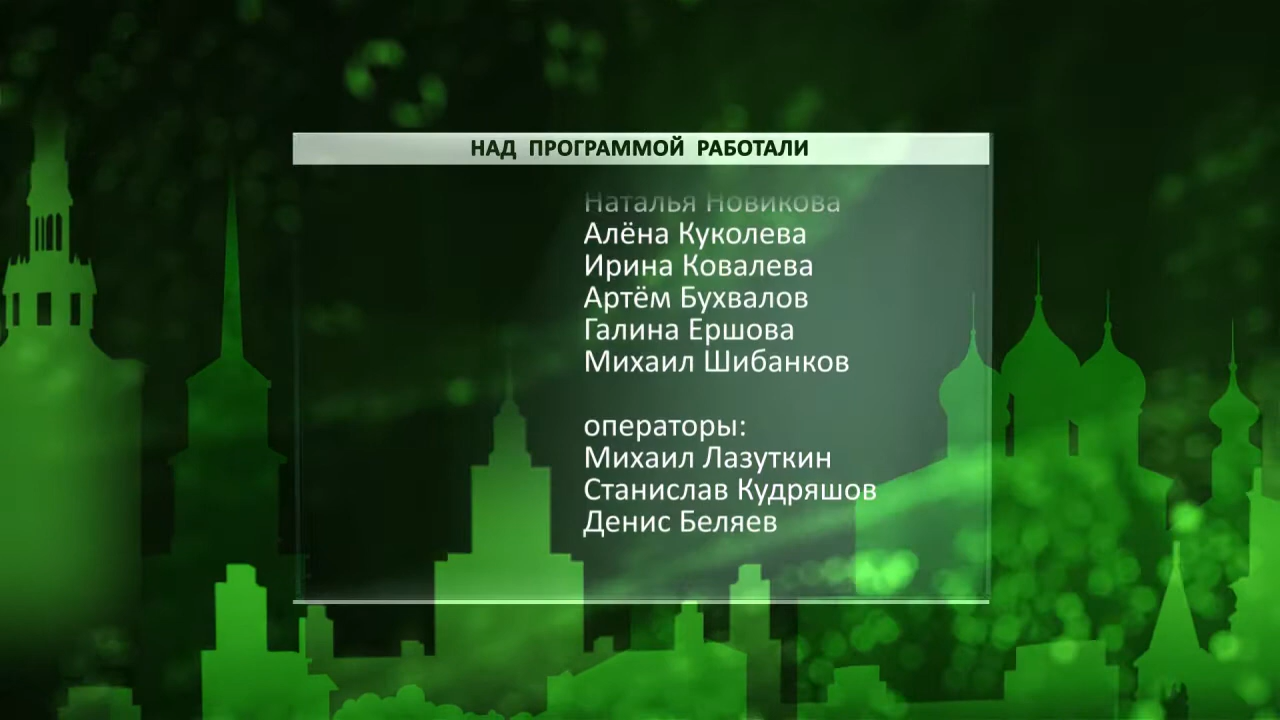 НАД ПРОГРАММОЙ РАБОТАЛИ
Наталья Новикова
Алёна Куколева
Ирина Ковалева
Артём Бухвалов
Галина Ершова
Михаил Шибанков
операторы:
Михаил Лазуткин
Станислав Кудряшов
Денис Беляев